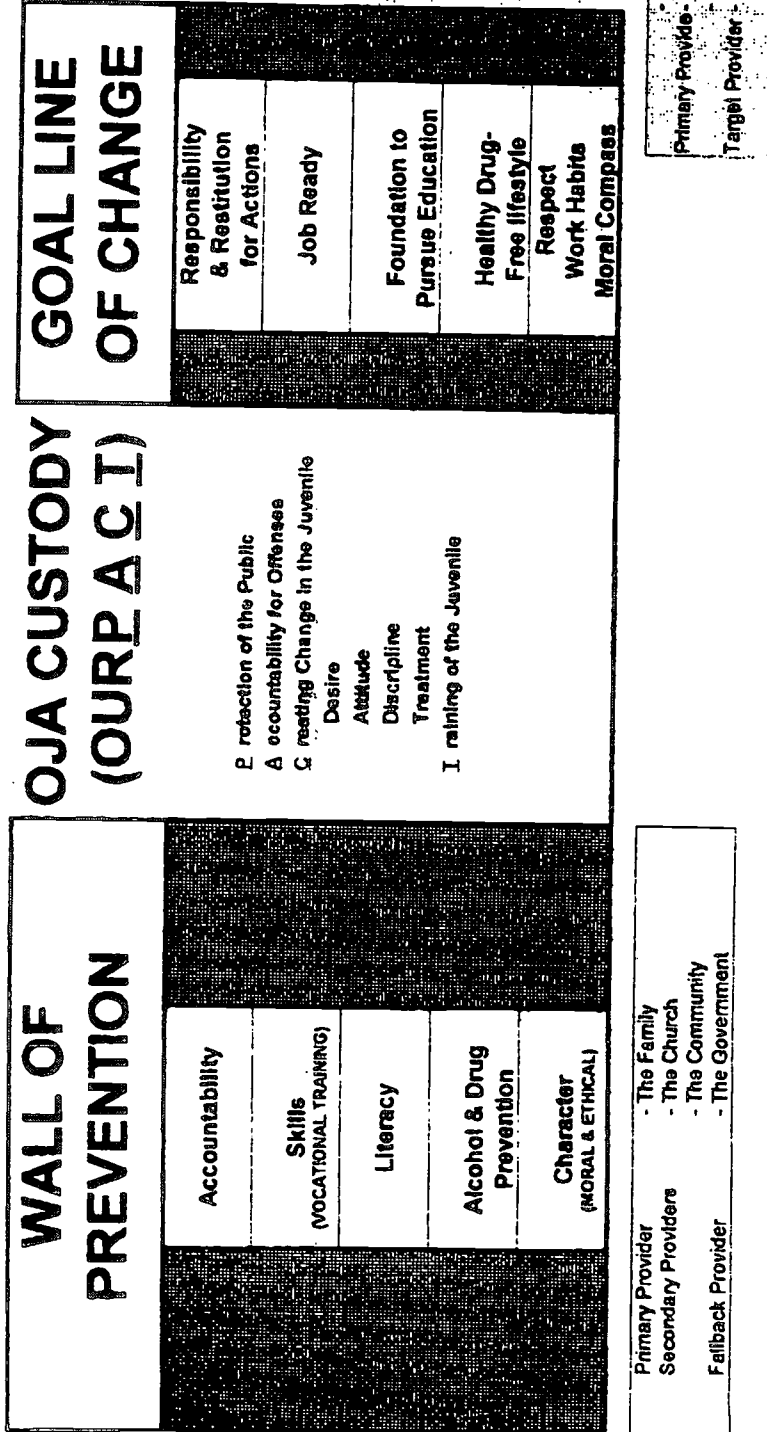 WALL OF
PREVENTION
Accountability
Skills
(VOCATIONAL TRAINING)
Literacy
Alcohol & Drug
Prevention
Character
(MORAL & ETHICAL)
Primary Provider - The Family
Secondary Providers - The Church
- The Community
Fallback Provider - The Government
OJA CUSTODY
(OUR P A C T)
P rotection of the Public
A ccountability for Offenses
C reating Change in the Juvenile
Desire
Attitude
Discripline
Treatment
T raining of the Juvenile
GOAL LINE
OF CHANGE
Responsibility
& Restitution
for Actions
Job Ready
Foundation to
Pursue Education
Healthy Drug-
Free lifestyle
Respect
Work Habits
Moral Compass
Primary Provide -
Target Provider -